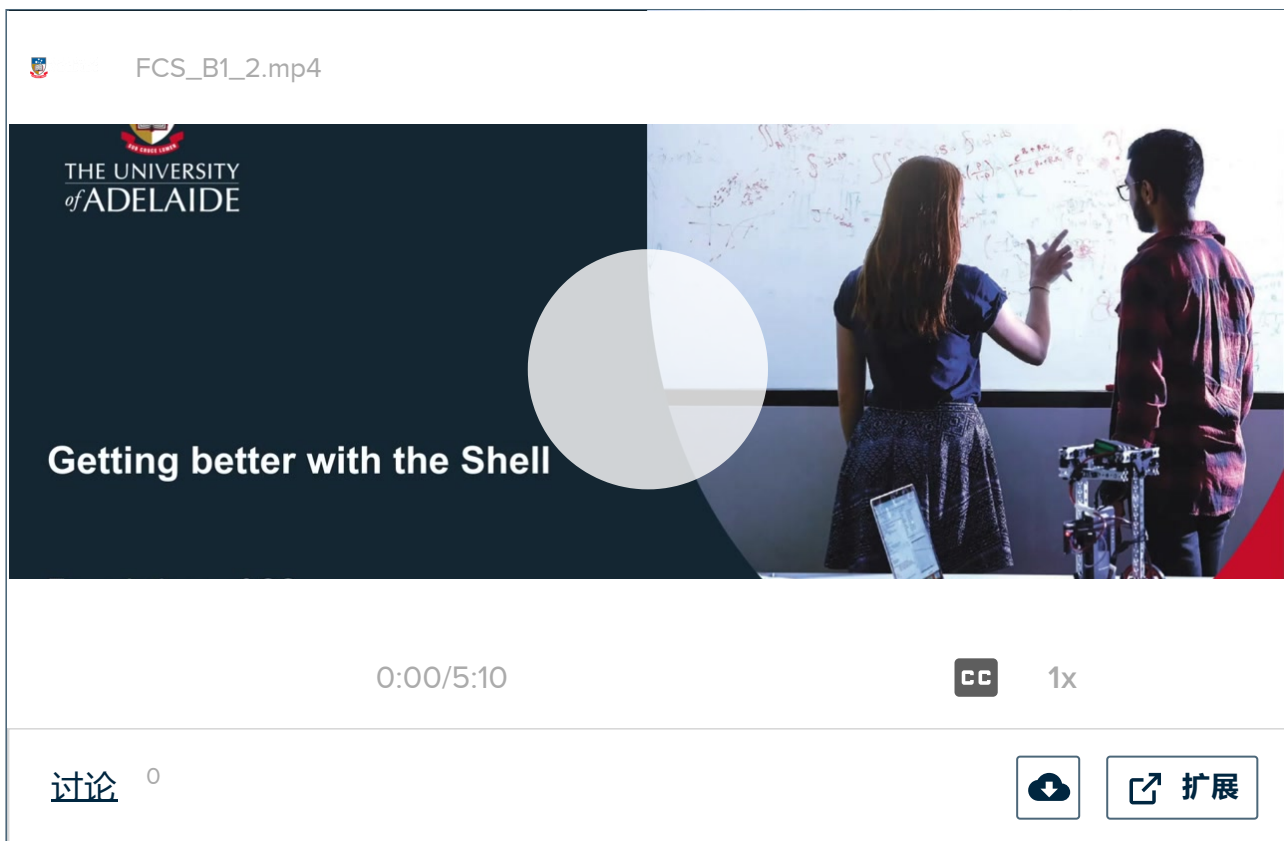 FCS_B1_2.mp4
THE UNIVERSITY
of ADELAIDE
Getting better with the Shell
0:00/5:10
CC
1x
讨论 0
扩展